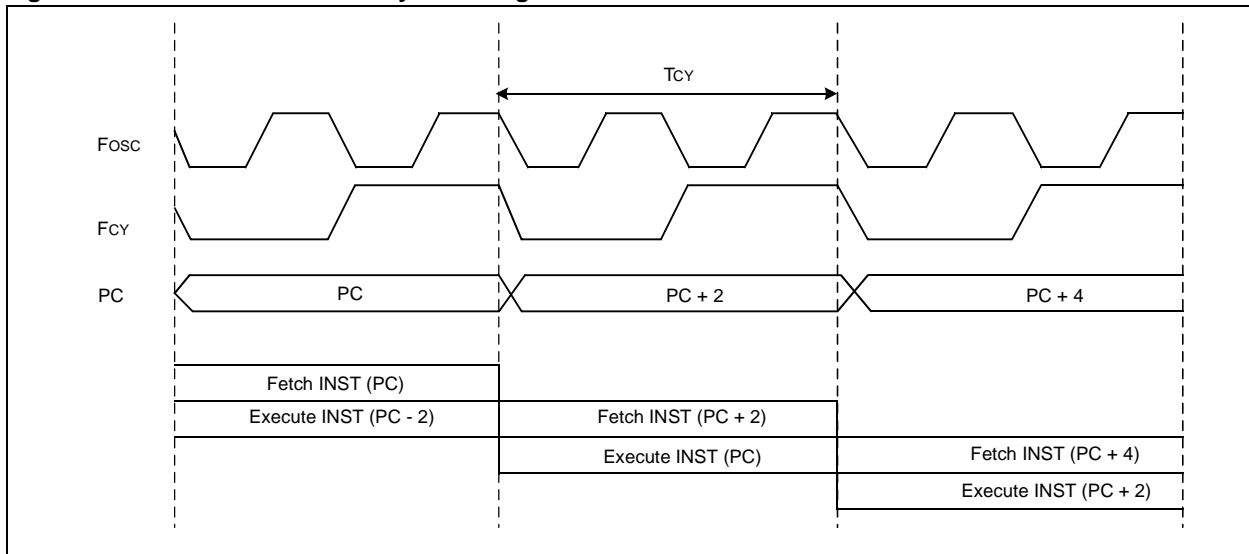 TCY
FOSC
FCY
PC
PC
PC + 2
PC + 4
Fetch INST (PC)
Execute INST (PC - 2)
Fetch INST (PC + 2)
Execute INST (PC)
Fetch INST (PC + 4)
Execute INST (PC + 2)